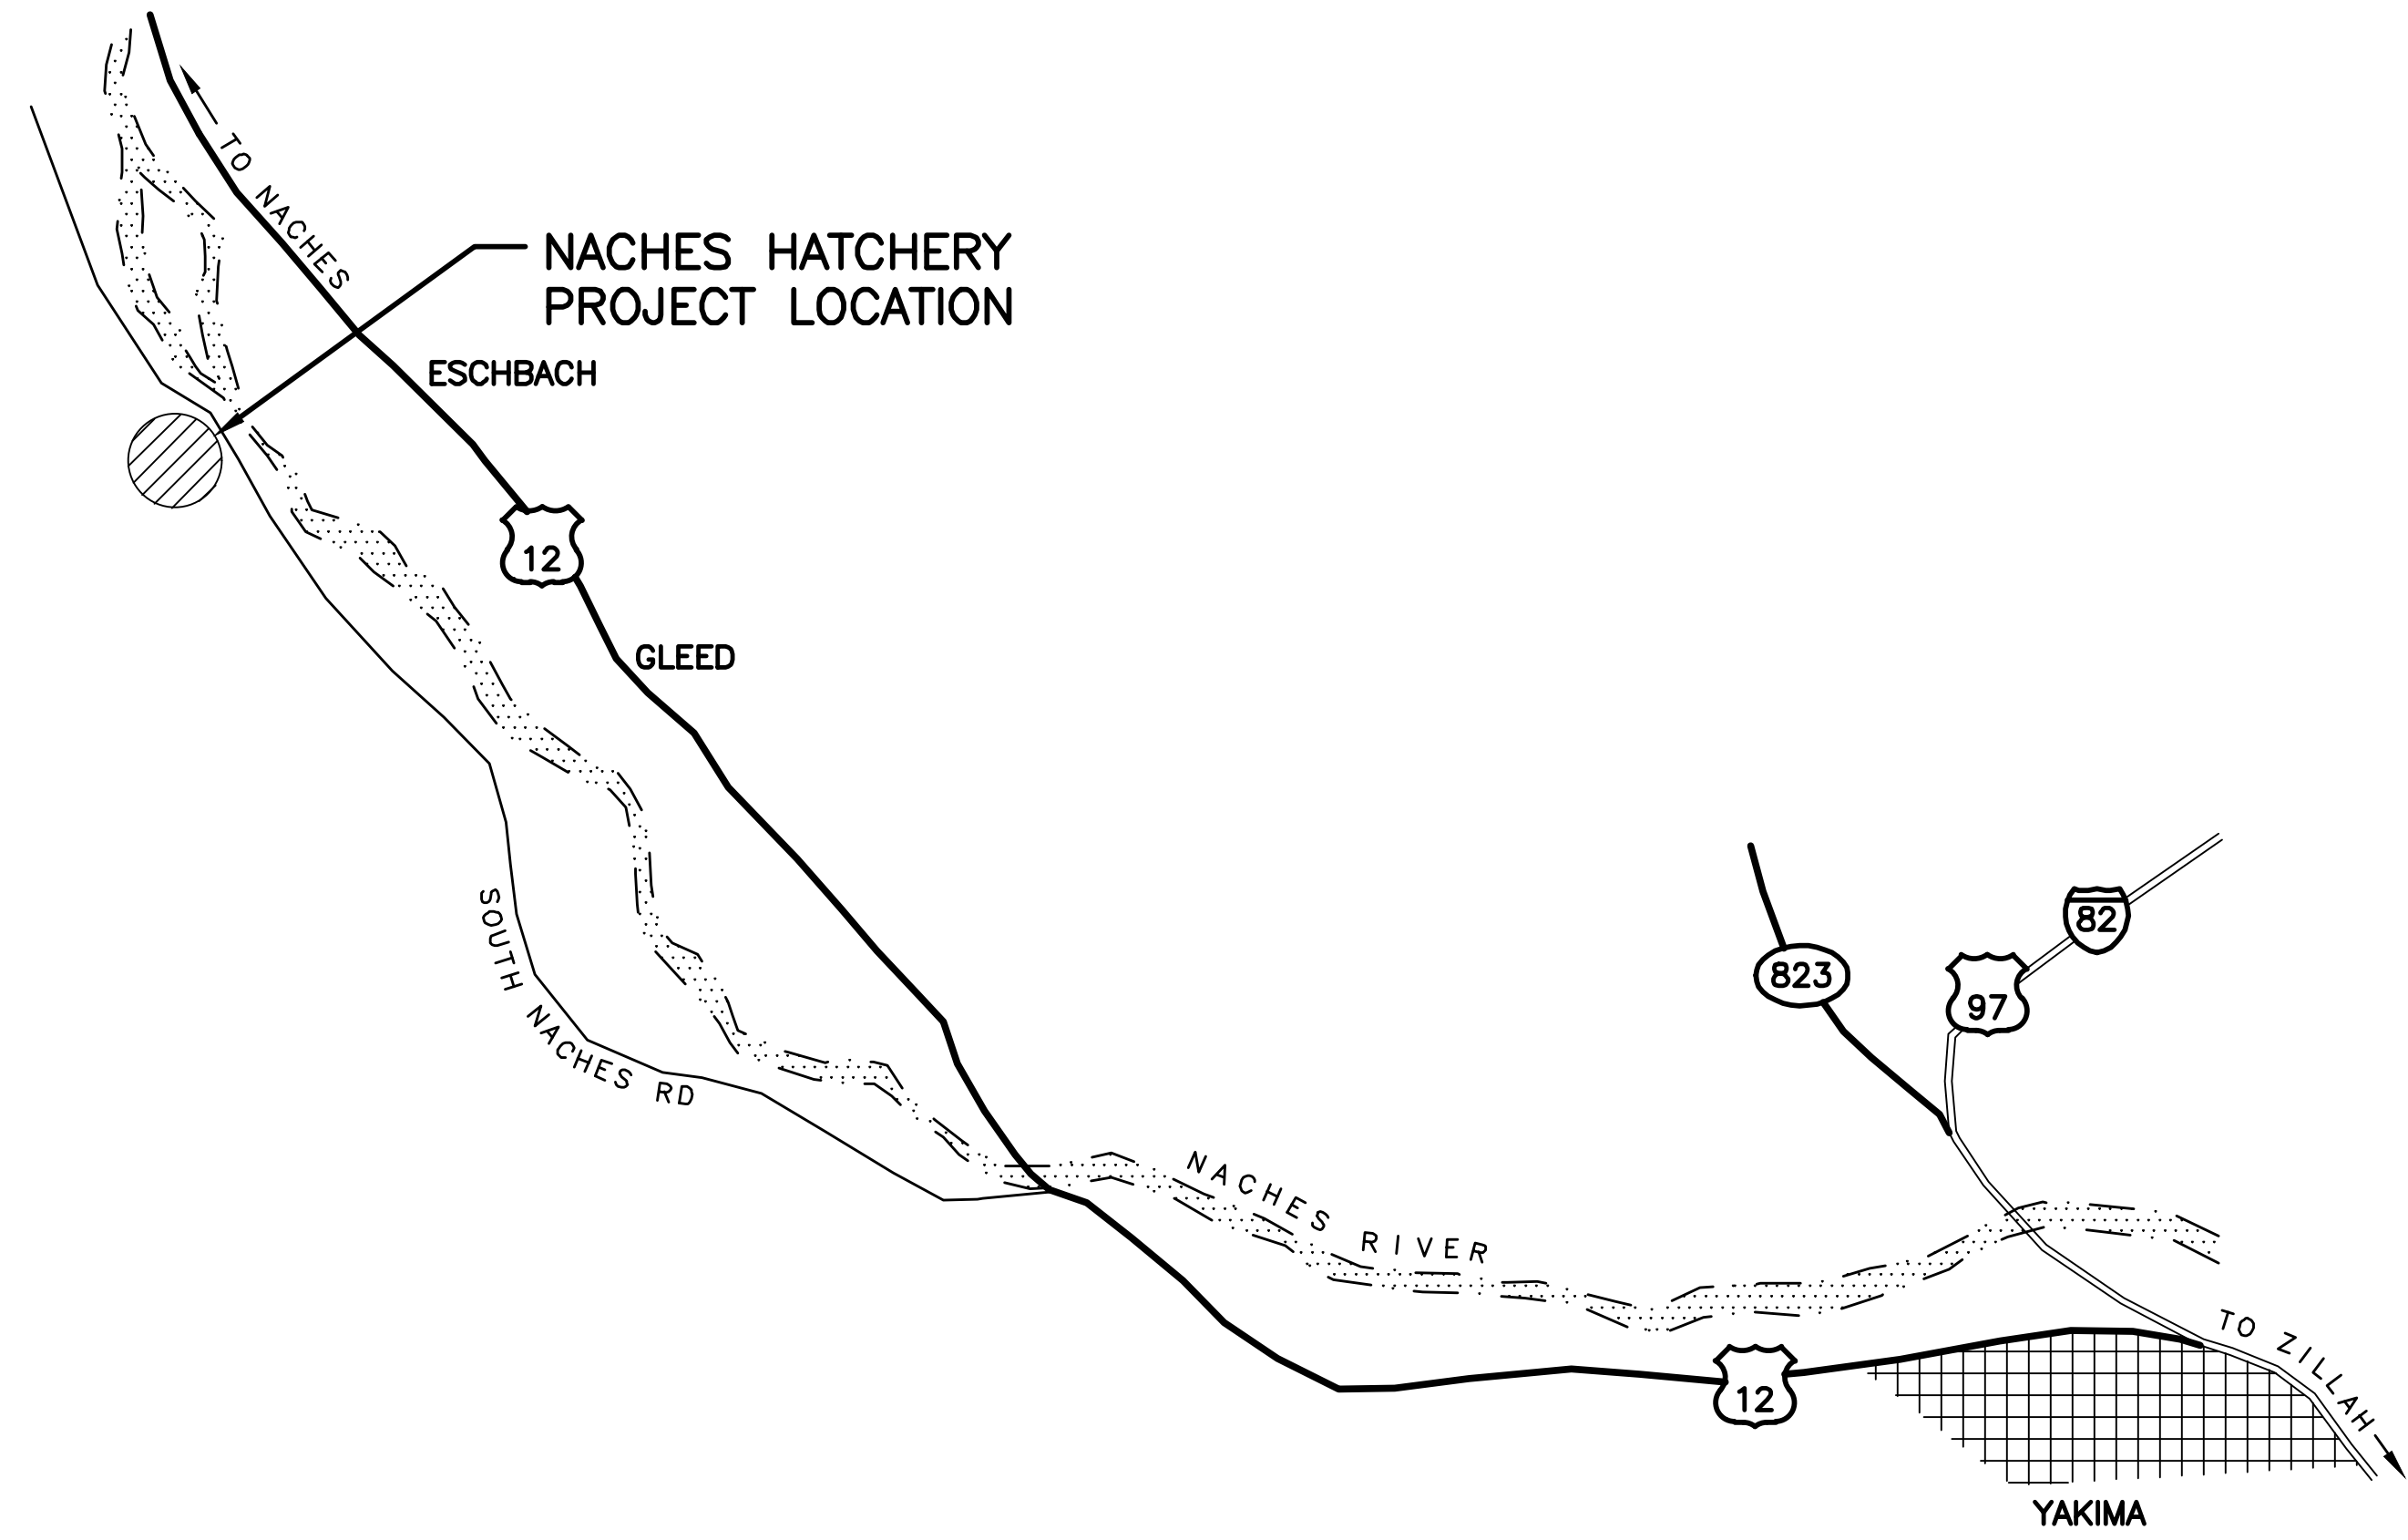 TO NACHES
NACHES HATCHERY
PROJECT LOCATION
ESCHBACH
12
GLEED
SOUTH NACHES RD
NACHES RIVER
823
82
97
12
TO ZILLAH
YAKIMA